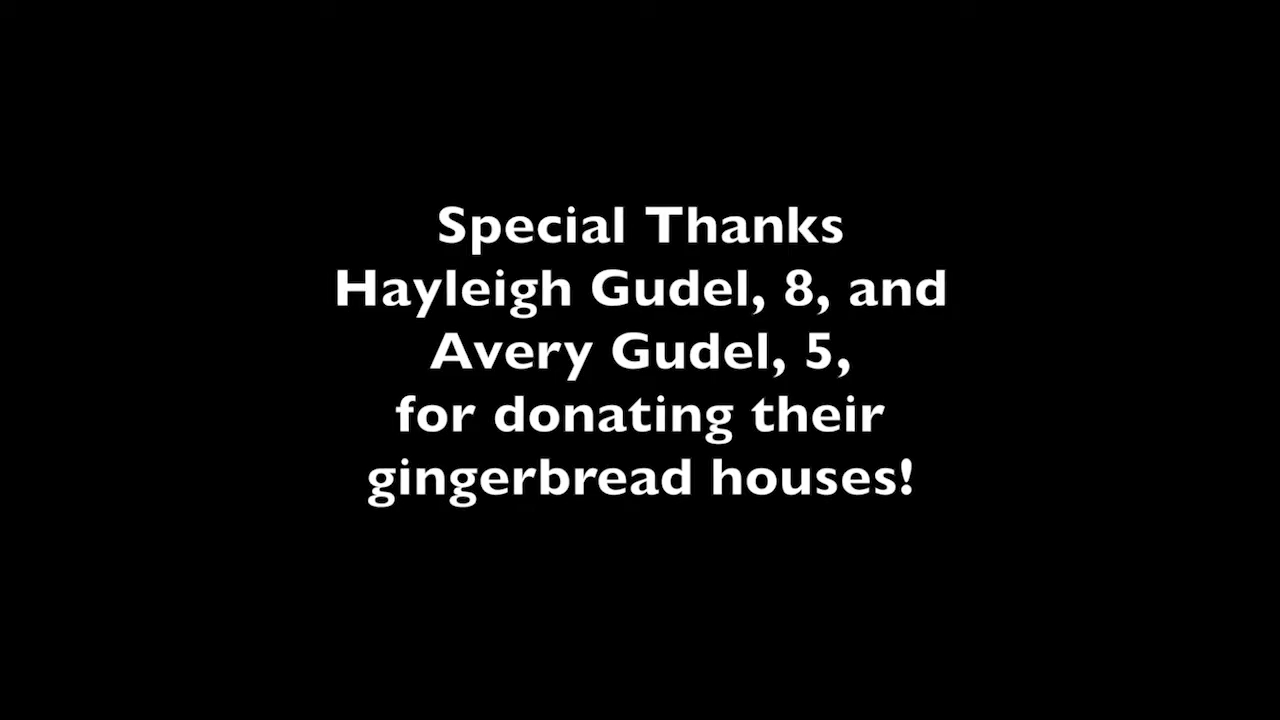 Special Thanks
Hayleigh Gudel, 8, and
Avery Gudel, 5,
for donating their
gingerbread houses!